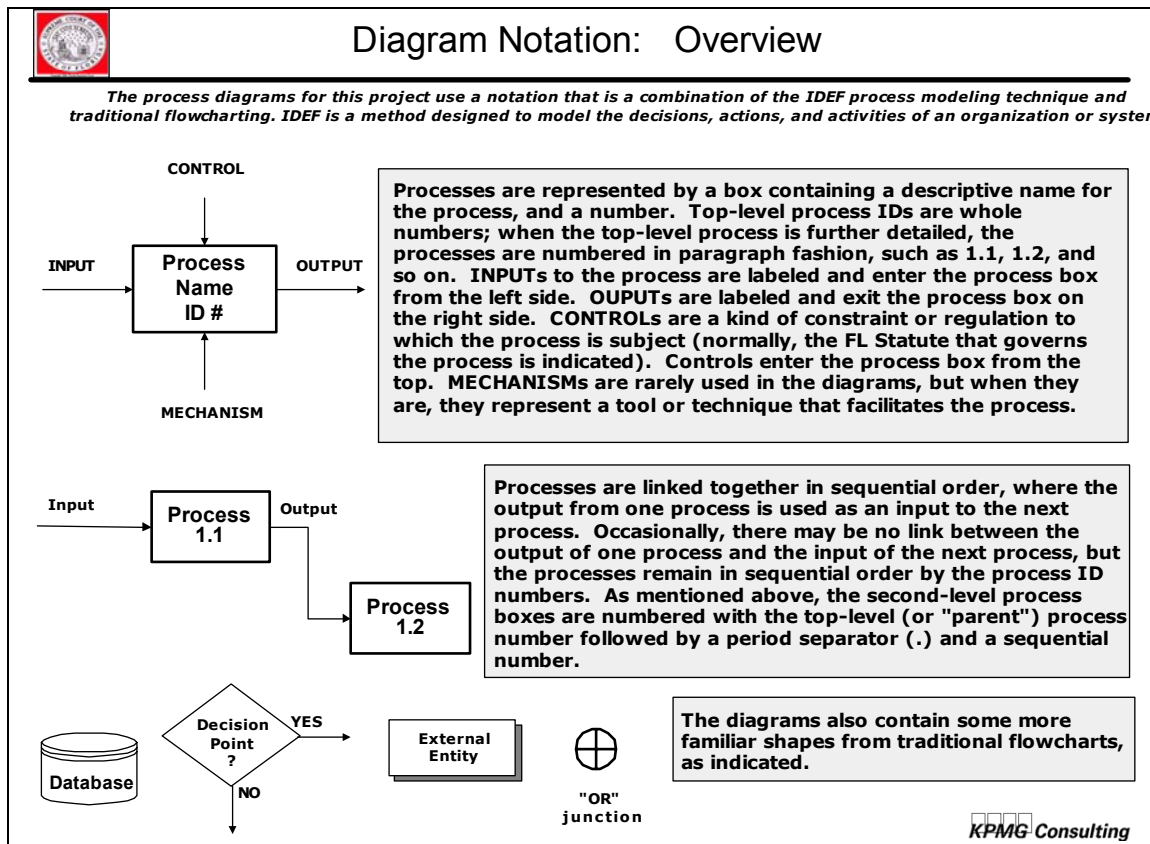 Diagram Notation: Overview
The process diagrams for this project use a notation that is a combination of the IDEF process modeling technique and
traditional flowcharting. IDEF is a method designed to model the decisions, actions, and activities of an organization or system
CONTROL
INPUT
Process
Name
ID #
OUTPUT
MECHANISM
Processes are represented by a box containing a descriptive name for
the process, and a number. Top-level process IDs are whole
numbers; when the top-level process is further detailed, the
processes are numbered in paragraph fashion, such as 1.1, 1.2, and
so on. INPUTs to the process are labeled and enter the process box
from the left side. OUPUTs are labeled and exit the process box on
the right side. CONTROLs are a kind of constraint or regulation to
which the process is subject (normally, the FL Statute that governs
the process is indicated). Controls enter the process box from the
top. MECHANISMs are rarely used in the diagrams, but when they
are, they represent a tool or technique that facilitates the process.
Input
Process
1.1
Output
Process
1.2
Processes are linked together in sequential order, where the
output from one process is used as an input to the next
process. Occasionally, there may be no link between the
output of one process and the input of the next process, but
the processes remain in sequential order by the process ID
numbers. As mentioned above, the second-level process
boxes are numbered with the top-level (or "parent") process
number followed by a period separator (.) and a sequential
number.
Database
Decision
Point
?
YES
NO
External
Entity
"OR"
junction
The diagrams also contain some more
familiar shapes from traditional flowcharts,
as indicated.
KPMG Consulting